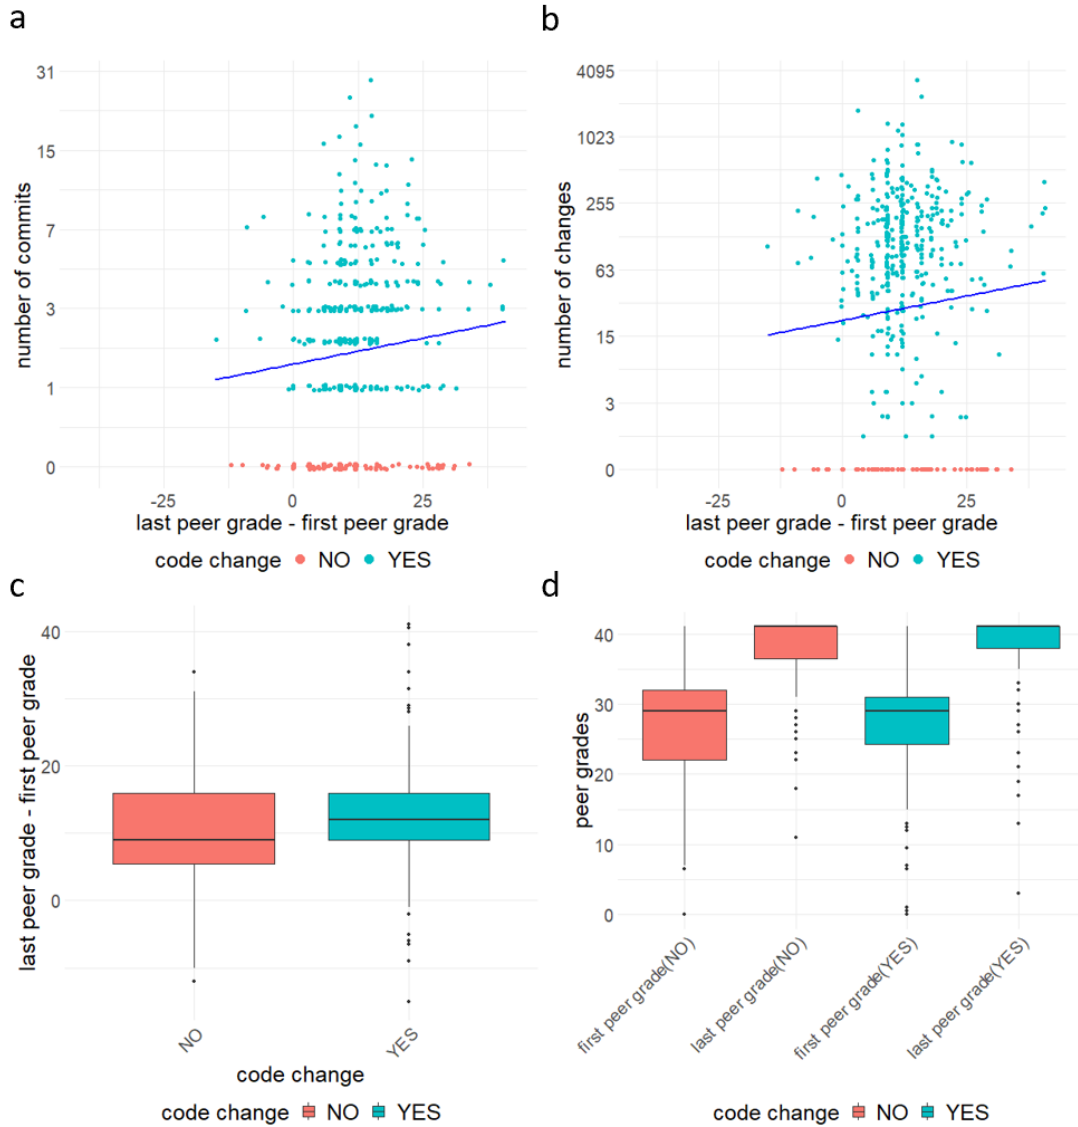 a
31
15
7
3
1
0
number of commits
-25 0 25
last peer grade - first peer grade
code change NO YES
b
4095
1023
255
63
15
3
0
number of changes
-25 0 25
last peer grade - first peer grade
code change NO YES
c
40
20
0
last peer grade - first peer grade
NO YES
code change
code change NO YES
d
40
30
20
10
0
peer grades
first peer grade(NO)
last peer grade(NO)
first peer grade(YES)
last peer grade(YES)
code change NO YES